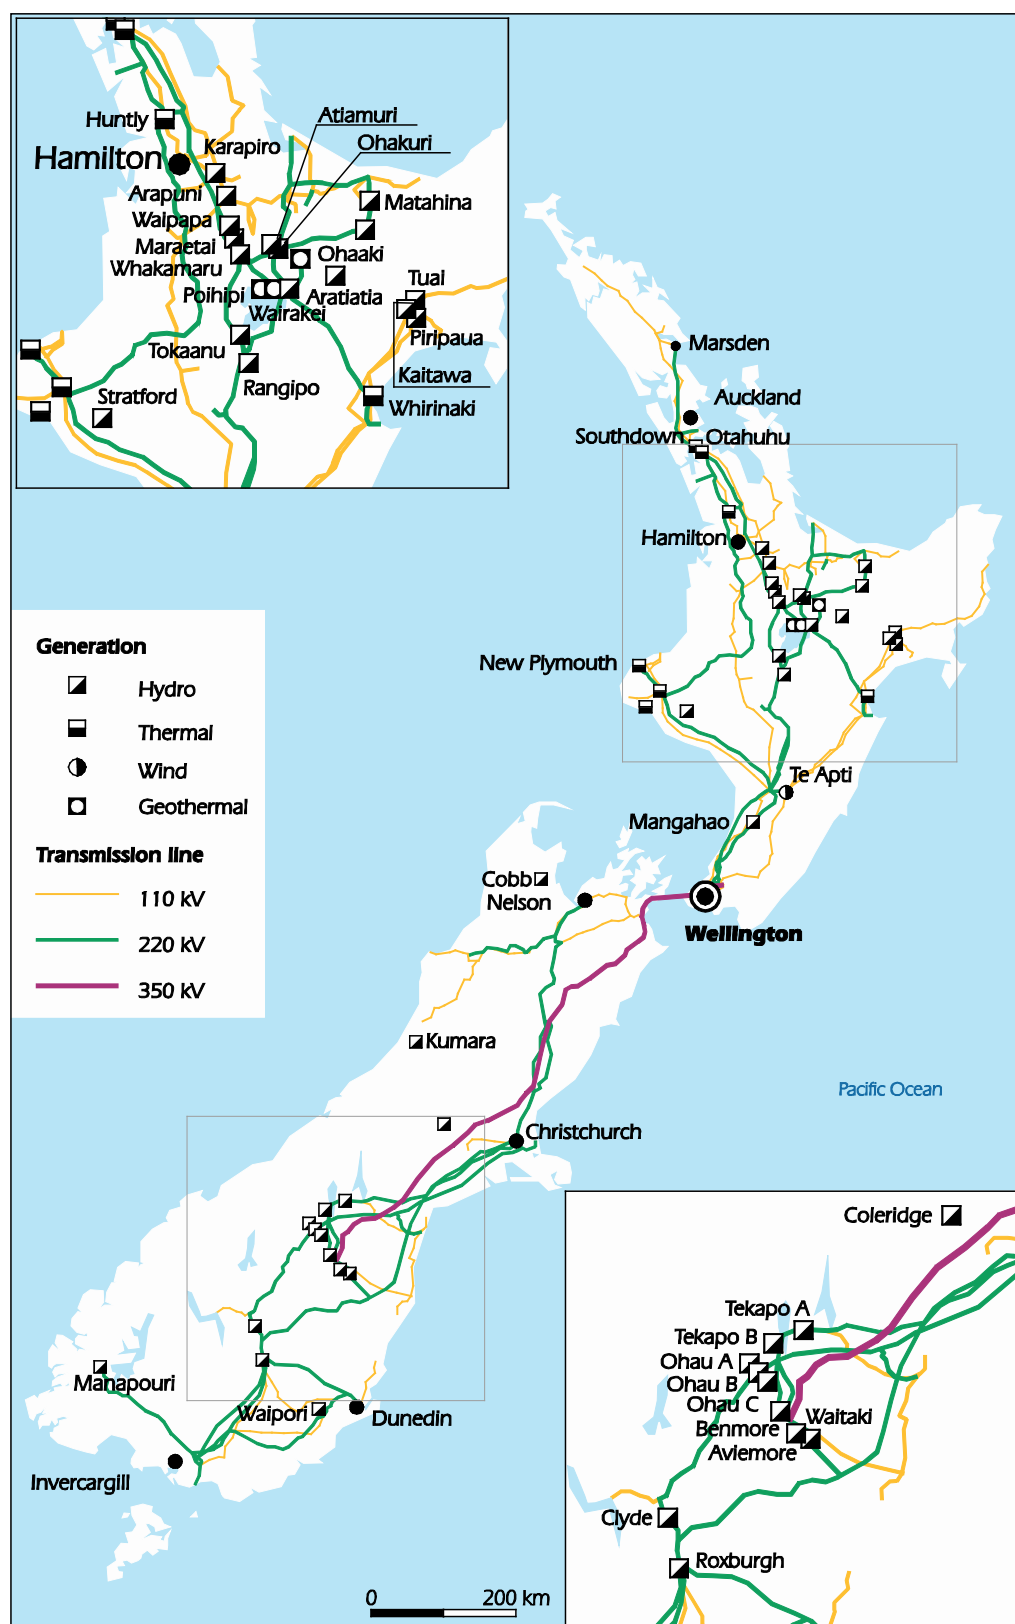 Atiamuri
Huntly
Ohakuri
Karapiro
Hamilton
Arapuni
Matahina
Waipapa
Maraetai
Ohaaki
Whakamaru
Tuai
Poihipi
Aratiatia
Wairakei
Piripaua
Tokaanu
Kaitawa
Rangipo
Stratford
Whirinaki
Marsden
Auckland
Southdown
Otahuhu
Hamilton
New Plymouth
Te Apti
Mangahao
Cobb
Nelson
Wellington
Generation
Hydro
Thermal
Wind
Geothermal
Transmission line
110 kV
220 kV
350 kV
Kumara
Pacific Ocean
Christchurch
Manapouri
Waipori
Dunedin
Invercargill
Coleridge
Tekapo A
Tekapo B
Ohau A
Ohau B
Ohau C
Waitaki
Benmore
Aviemore
Clyde
Roxburgh
0 200 km